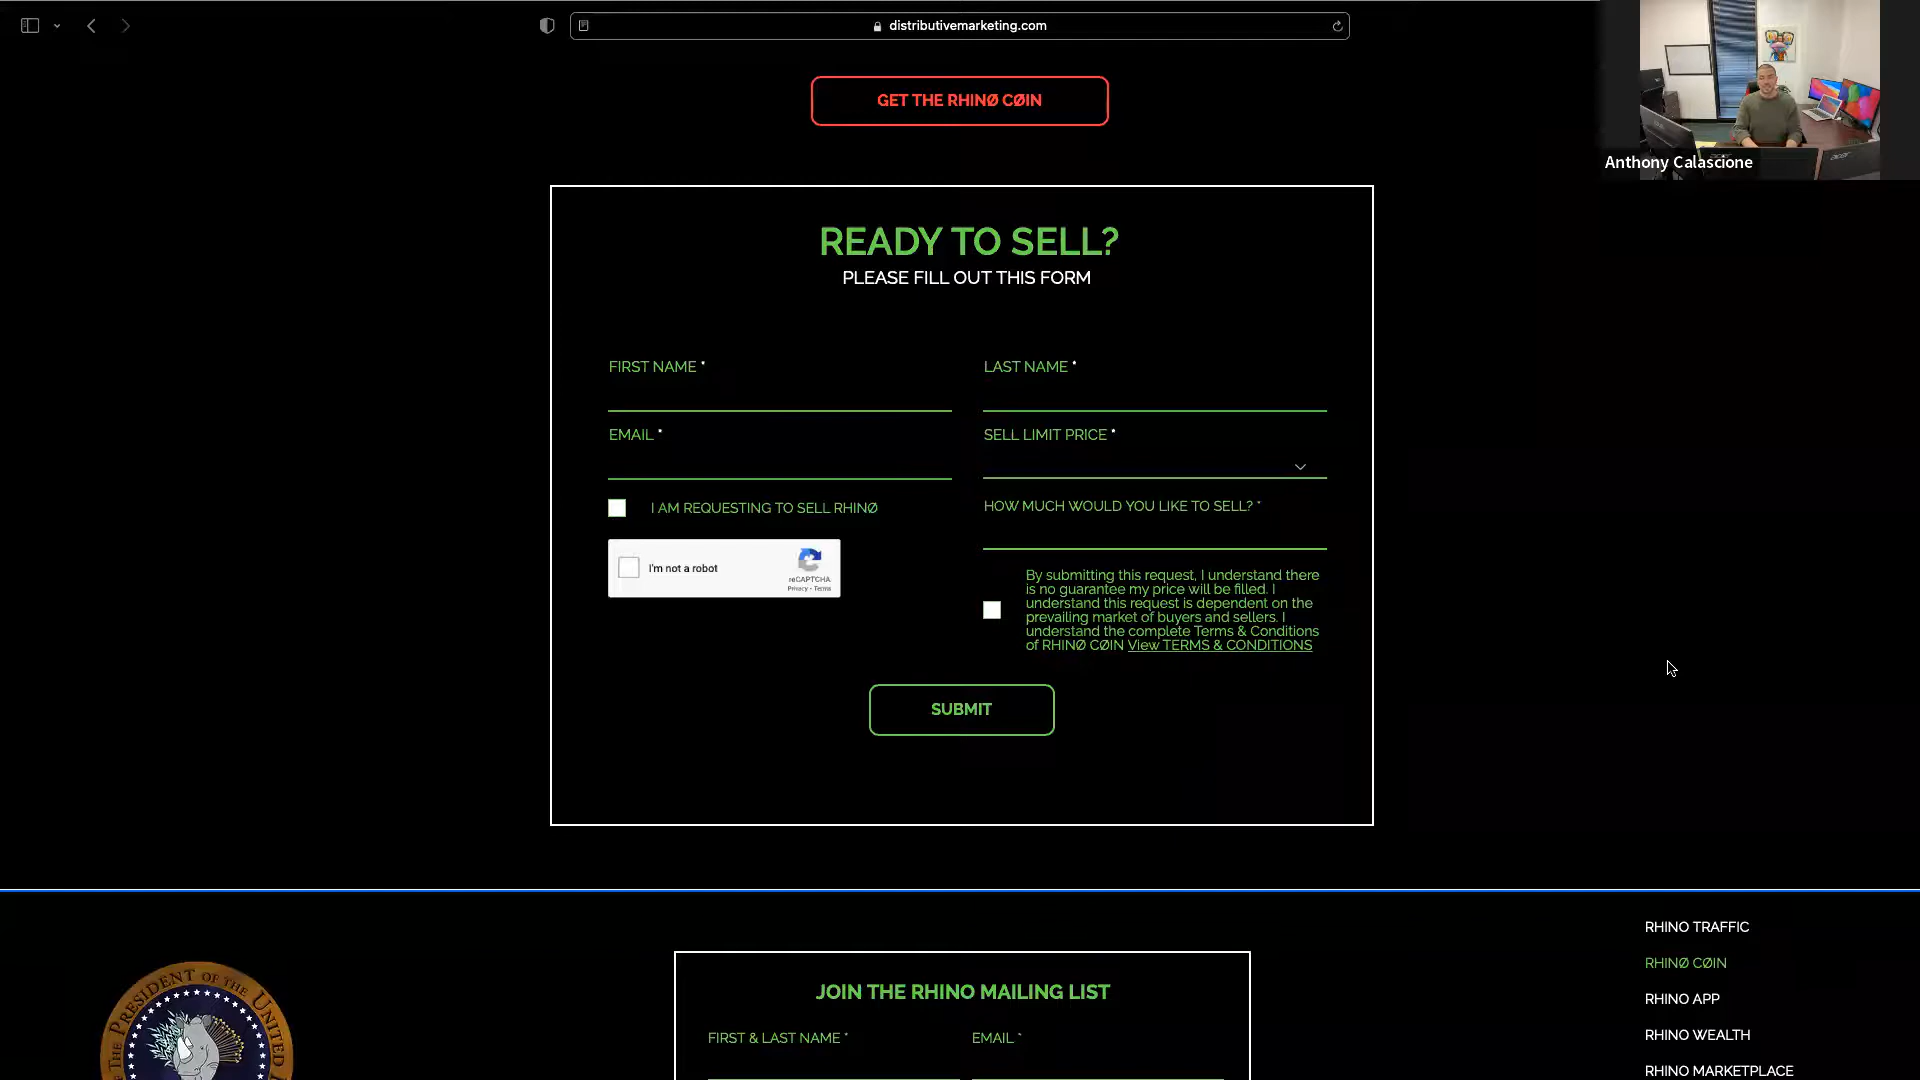 distributivemarketing.com
GET THE RHINØ CØIN
Anthony Calascione
READY TO SELL?
PLEASE FILL OUT THIS FORM
FIRST NAME *
LAST NAME *
EMAIL *
SELL LIMIT PRICE *
I AM REQUESTING TO SELL RHINØ
HOW MUCH WOULD YOU LIKE TO SELL? *
I'm not a robot
reCAPTCHA
Privacy - Terms
By submitting this request, I understand there
is no guarantee my price will be filled. I
understand this request is dependent on the
prevailing market of buyers and sellers. I
understand the complete Terms & Conditions
of RHINØ CØIN View TERMS & CONDITIONS
SUBMIT
THE PRESIDENT OF THE UNITED
JOIN THE RHINO MAILING LIST
FIRST & LAST NAME *
EMAIL *
RHINO TRAFFIC
RHINØ CØIN
RHINO APP
RHINO WEALTH
RHINO MARKETPLACE